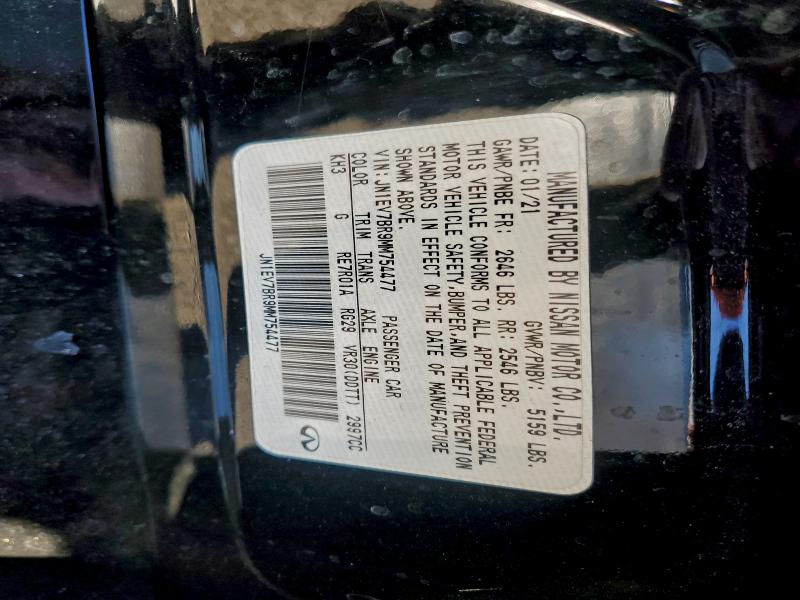 MANUFACTURED BY NISSAN MOTOR CO.,LTD.
DATE: 01/21 GVWR/PNBV: 5159 LBS.
GAWR/PNBE FR: 2646 LBS. RR: 2546 LBS.
THIS VEHICLE CONFORMS TO ALL APPLICABLE FEDERAL
MOTOR VEHICLE SAFETY,BUMPER,AND THEFT PREVENTION
STANDARDS IN EFFECT ON THE DATE OF MANUFACTURE
SHOWN ABOVE.
VIN:JN1EV7BR9MM754477 PASSENGER CAR
COLOR TRIM TRANS AXLE ENGINE
KH3 G RE7R01A RG29 VR30(DDTT) 2997CC
JN1EV7BR9MM754477